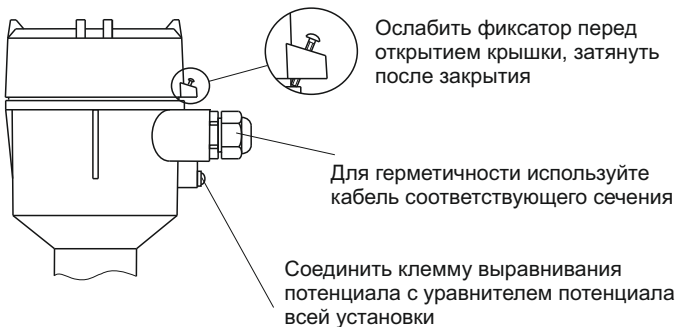 Ослабить фиксатор перед
открытием крышки, затянуть
после закрытия
Для герметичности используйте
кабель соответствующего сечения
Соединить клемму выравнивания
потенциала с уравнителем потенциала
всей установки